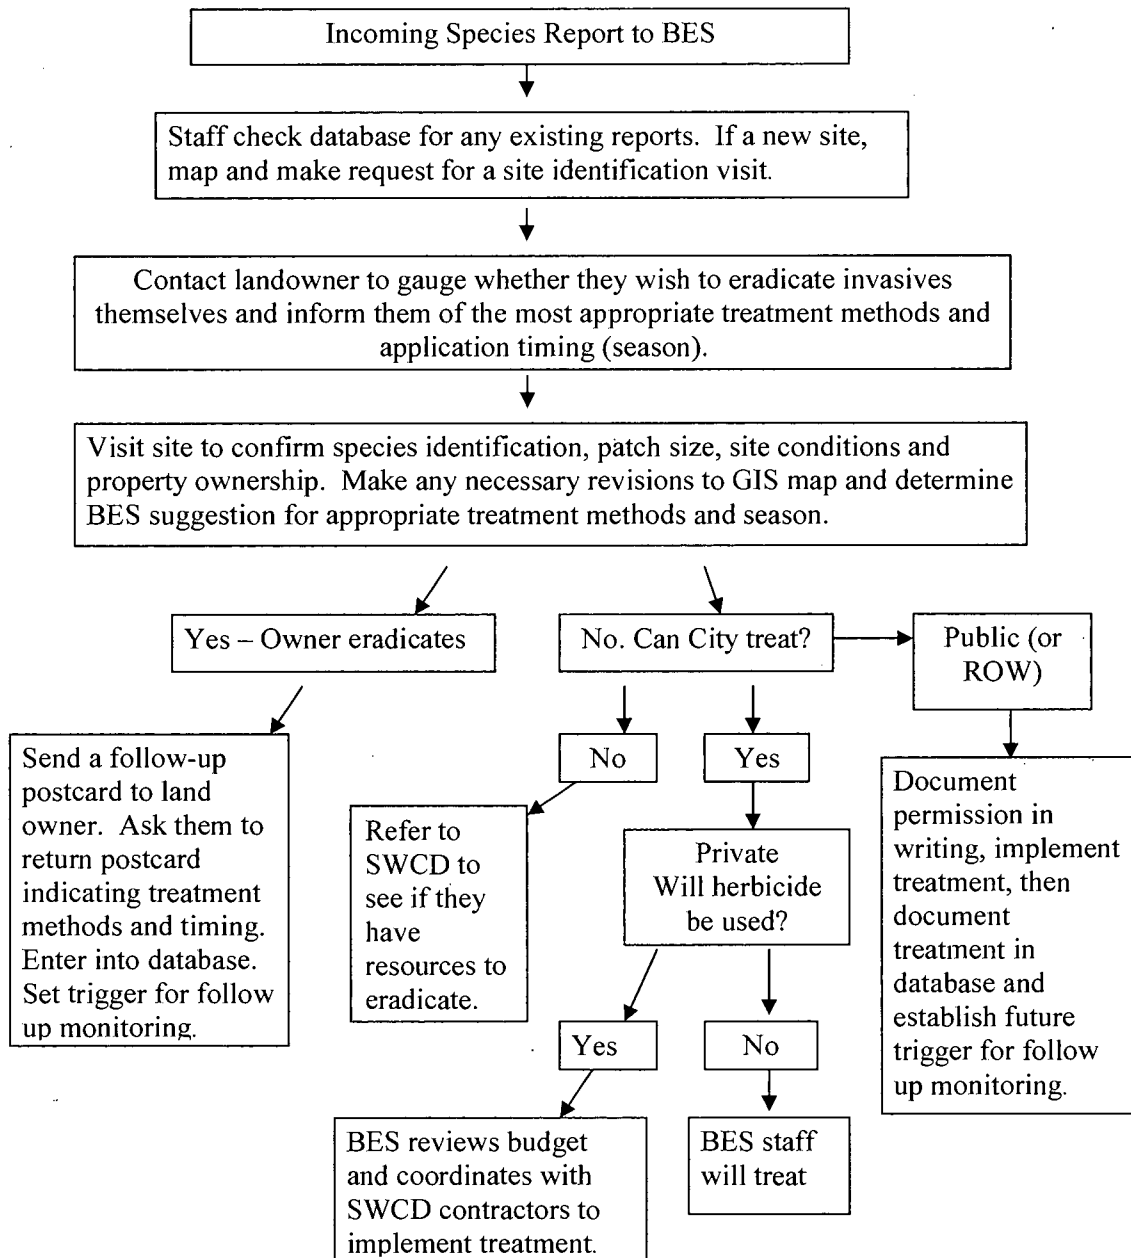 Incoming Species Report to BES
Staff check database for any existing reports. If a new site,
map and make request for a site identification visit.
Contact landowner to gauge whether they wish to eradicate invasives
themselves and inform them of the most appropriate treatment methods and
application timing (season).
Visit site to confirm species identification, patch size, site conditions and
property ownership. Make any necessary revisions to GIS map and determine
BES suggestion for appropriate treatment methods and season.
Yes – Owner eradicates
No. Can City treat?
Public (or
ROW)
Send a follow-up
postcard to land
owner. Ask them to
return postcard
indicating treatment
methods and timing.
Enter into database.
Set trigger for follow
up monitoring.
No
Yes
Refer to
SWCD to
see if they
have
resources to
eradicate.
Private
Will herbicide
be used?
Document
permission in
writing, implement
treatment, then
document
treatment in
database and
establish future
trigger for follow
up monitoring.
Yes
No
BES reviews budget
and coordinates with
SWCD contractors to
implement treatment.
BES staff
will treat